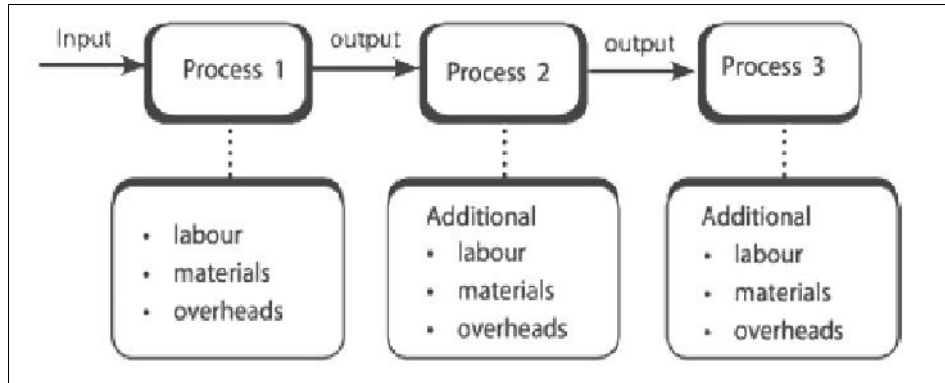 Input
Process 1
output
Process 2
output
Process 3
• labour
• materials
• overheads
Additional
• labour
• materials
• overheads
Additional
• labour
• materials
• overheads